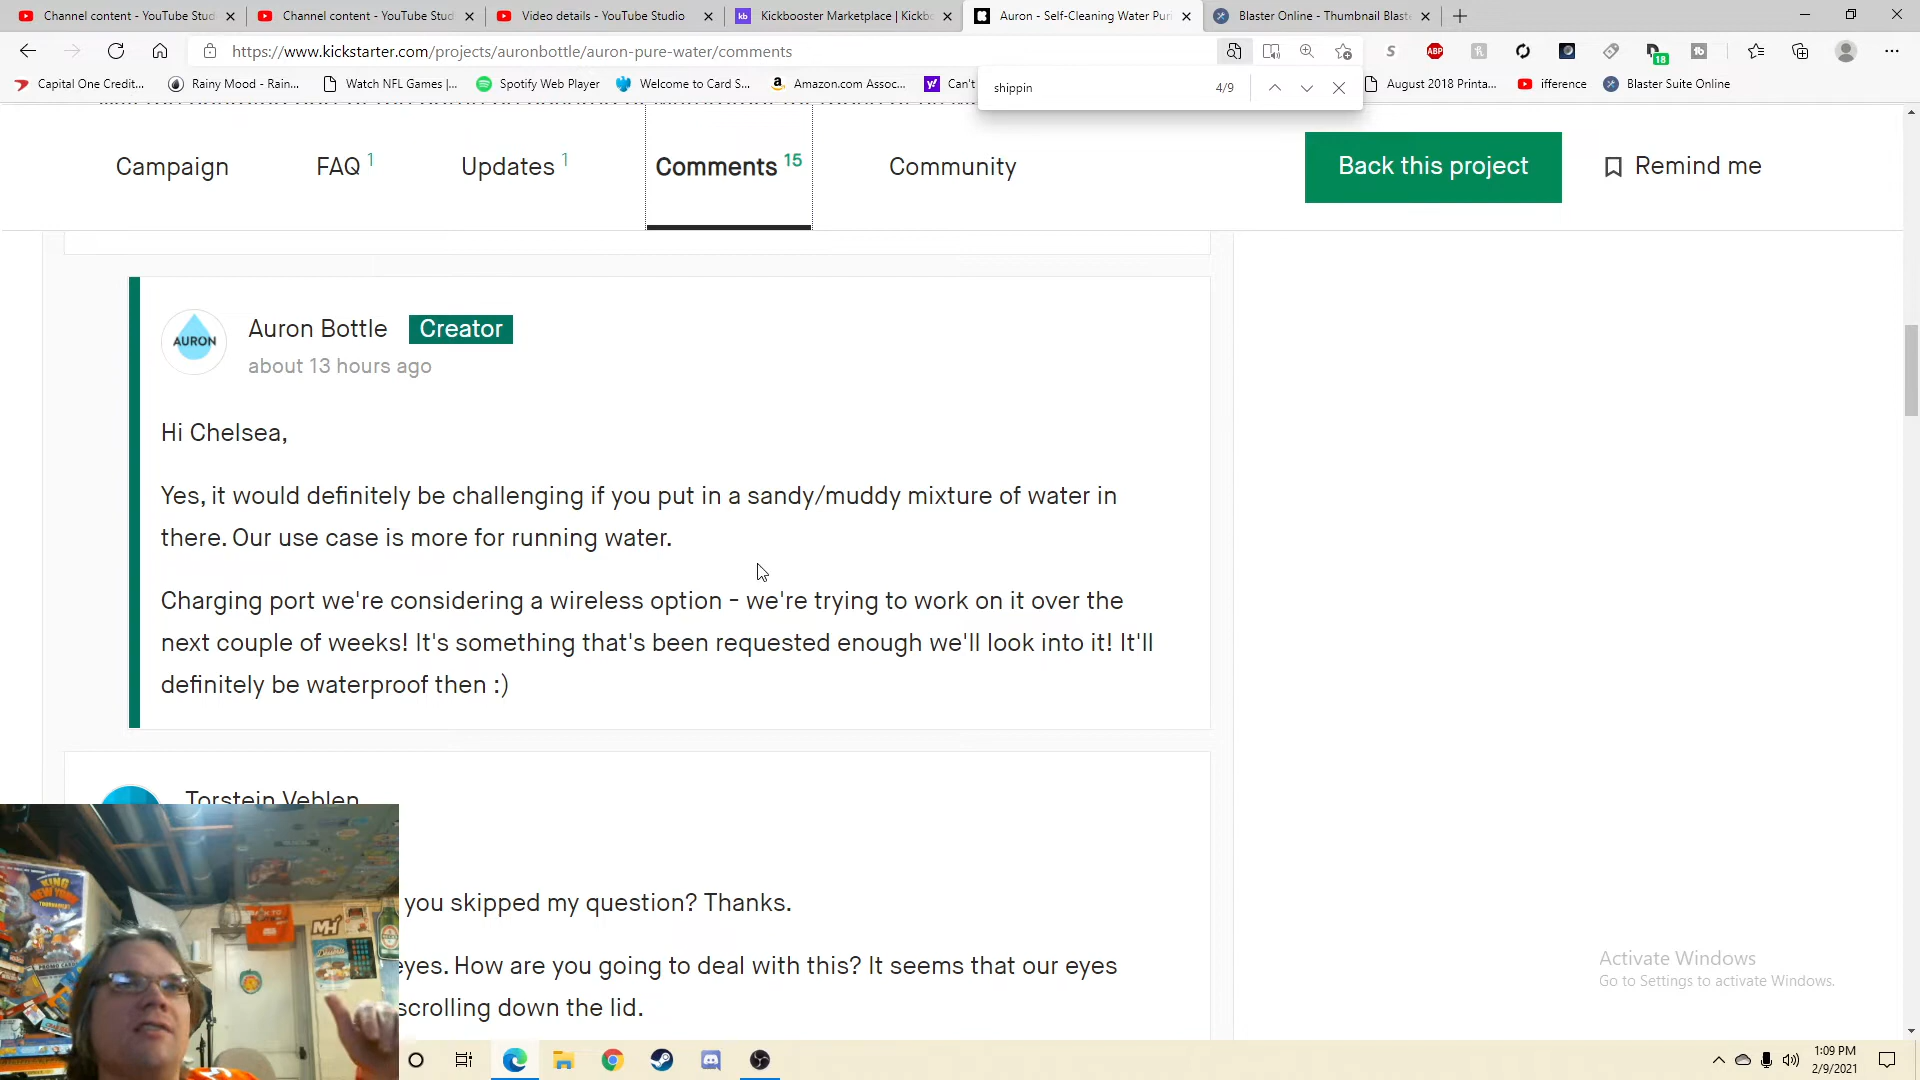 Channel content - YouTube Stud
Channel content - YouTube Stud
Video details - YouTube Studio
kb
Kickbooster Marketplace | Kickb
Auron - Self-Cleaning Water Puri
Blaster Online - Thumbnail Blast
https://www.kickstarter.com/projects/auronbottle/auron-pure-water/comments
ABP
18
Capital One Credit...
Rainy Mood - Rain...
Watch NFL Games |...
Spotify Web Player
Welcome to Card S...
Amazon.com Assoc...
Can't
shippin
4/9
August 2018 Printa...
ifference
Blaster Suite Online
Campaign
FAQ 1
Updates 1
Comments 15
Community
Back this project
Remind me
AURON
Auron Bottle
Creator
about 13 hours ago
Hi Chelsea,
Yes, it would definitely be challenging if you put in a sandy/muddy mixture of water in
there. Our use case is more for running water.
Charging port we're considering a wireless option - we're trying to work on it over the
next couple of weeks! It's something that's been requested enough we'll look into it! It'll
definitely be waterproof then :)
Torstein Veblen
you skipped my question? Thanks.
eyes. How are you going to deal with this? It seems that our eyes
scrolling down the lid.
KING
NEW YORK
MH
Activate Windows
Go to Settings to activate Windows.
1:09 PM
2/9/2021